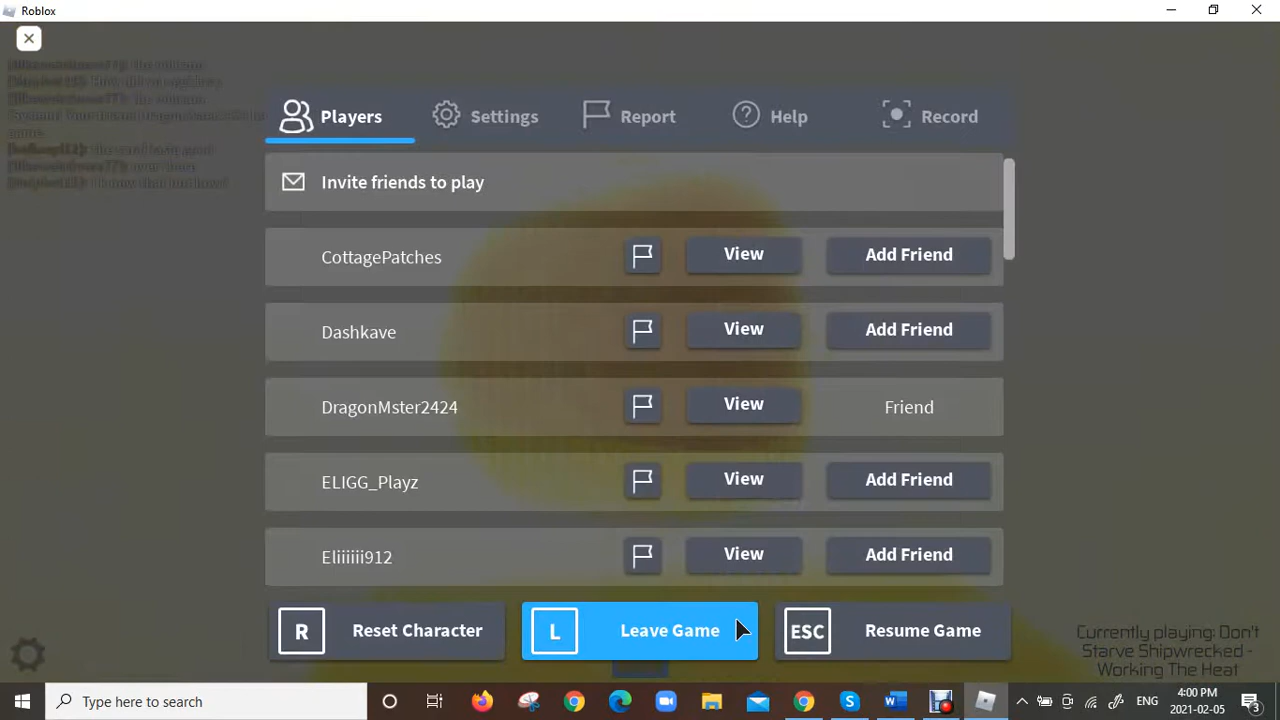 Roblox
Players
Settings
Report
Help
Record
Invite friends to play
CottagePatches
View
Add Friend
Dashkave
View
Add Friend
DragonMster2424
View
Friend
ELIGG_Playz
View
Add Friend
Eliiiiii912
View
Add Friend
R Reset Character
L Leave Game
ESC Resume Game
Currently playing: Don't
Starve Shipwrecked -
Working The Heat
Type here to search
ENG
4:00 PM
2021-02-05
3